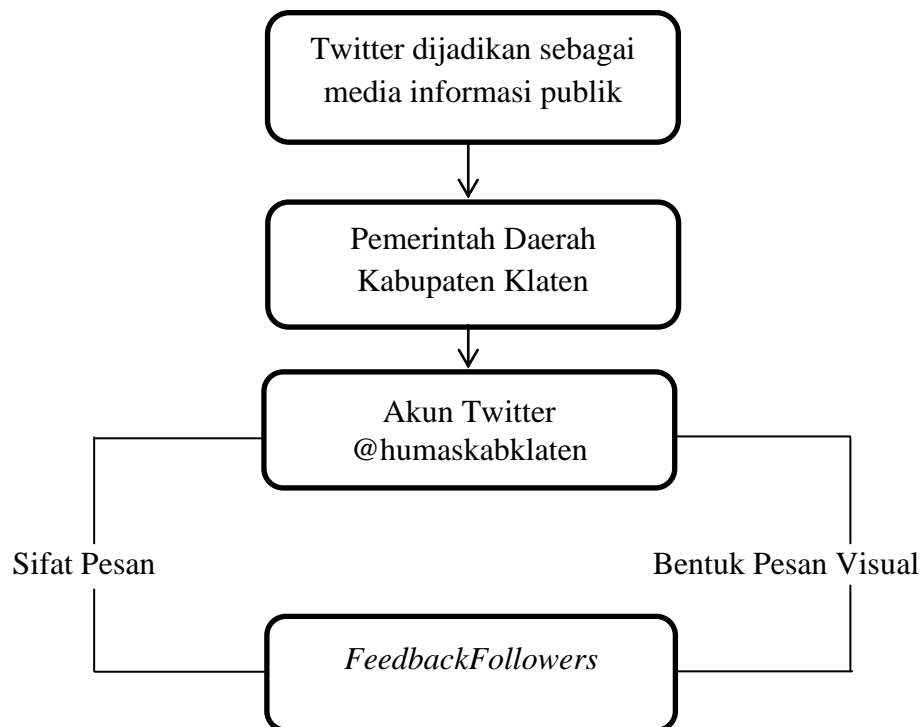 Twitter dijadikan sebagai
media informasi publik
Pemerintah Daerah
Kabupaten Klaten
Akun Twitter
@humaskabklaten
Sifat Pesan
Bentuk Pesan Visual
FeedbackFollowers